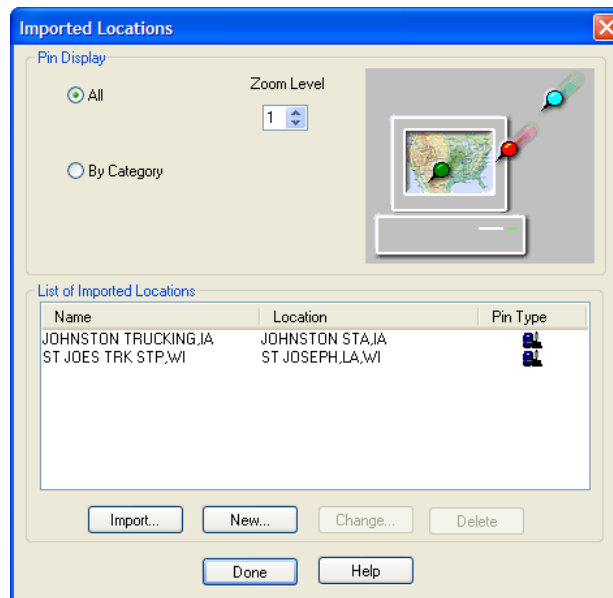 Imported Locations
Pin Display
All
Zoom Level
1
By Category
List of Imported Locations
Name Location Pin Type
JOHNSTON TRUCKING,IA JOHNSTON STA,IA
ST JOES TRK STP,WI ST JOSEPH,LA,WI
Import... New... Change... Delete
Done Help